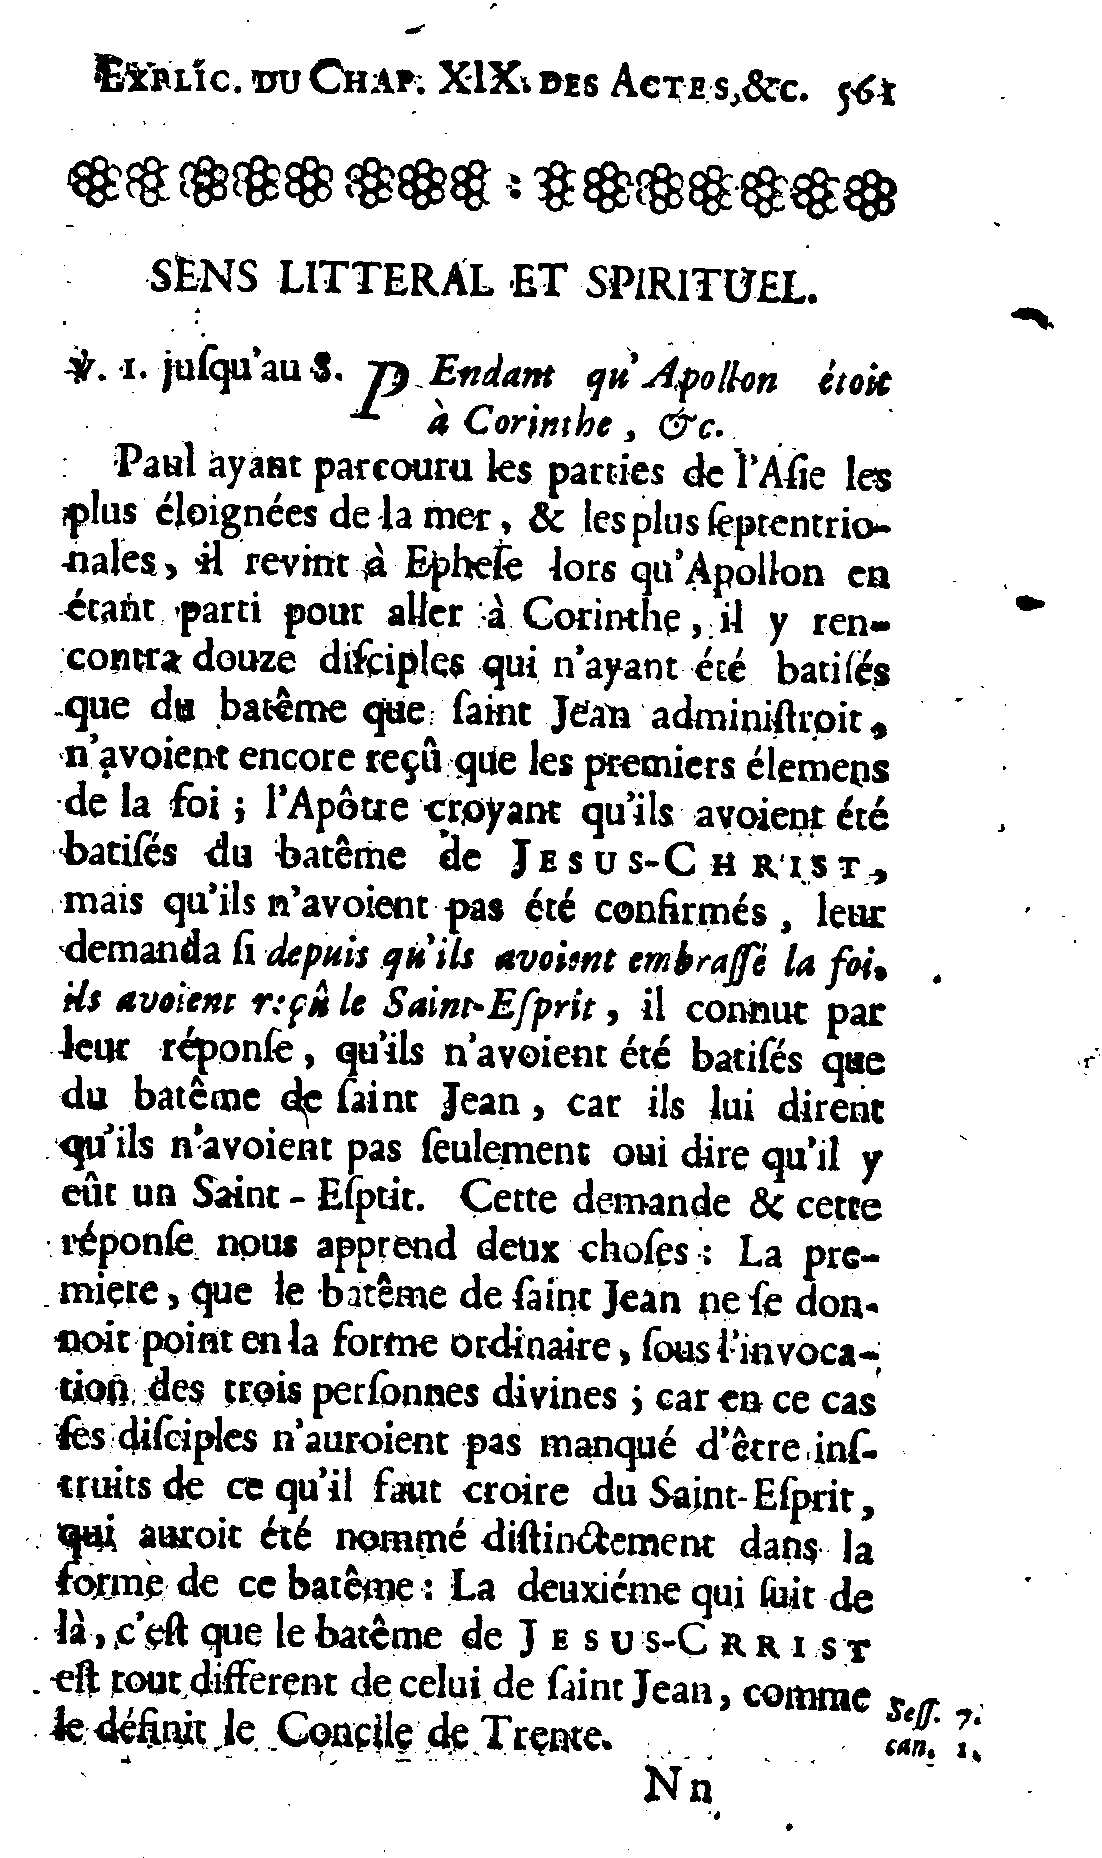 EXPLIC. DU CHAP. XIX. DES ACTES, &c. 561
SENS LITTERAL ET SPIRITUEL.
℣. 1. juſqu'au 8. PEndant qu'Apollon étoit
à Corinthe, &c.
Paul ayant parcouru les parties de l'Aſie les
plus éloignées de la mer, & les plus ſeptentrio-
nales, il revint à Epheſe lors qu'Apollon en
étant parti pour aller à Corinthe, il y ren-
contra douze diſciples qui n'ayant été batiſés
que du batême que ſaint Jean adminiſtroit,
n'avoient encore reçû que les premiers élemens
de la foi ; l'Apôtre croyant qu'ils avoient été
batiſés du batême de JESUS-CHRIST,
mais qu'ils n'avoient pas été confirmés, leur
demanda ſi depuis qu'ils avoient embraſſé la foi,
ils avoient reçû le Saint-Eſprit, il connut par
leur réponſe, qu'ils n'avoient été batiſés que
du batême de ſaint Jean, car ils lui dirent
qu'ils n'avoient pas ſeulement oui dire qu'il y
eût un Saint-Eſptit. Cette demande & cette
réponſe nous apprend deux choſes : La pre-
miere, que le batême de ſaint Jean ne ſe don-
noit point en la forme ordinaire, ſous l'invoca-
tion des trois perſonnes divines ; car en ce cas
ſes diſciples n'auroient pas manqué d'être inſ-
truits de ce qu'il faut croire du Saint-Eſprit,
qui auroit été nommé diſtinctement dans la
forme de ce batême : La deuxiéme qui ſuit de
là, c'eſt que le batême de JESUS-CRRIST
eſt tout different de celui de ſaint Jean, comme
le définit le Concile de Trente.
Seſſ. 7.
can. 1.
Nn